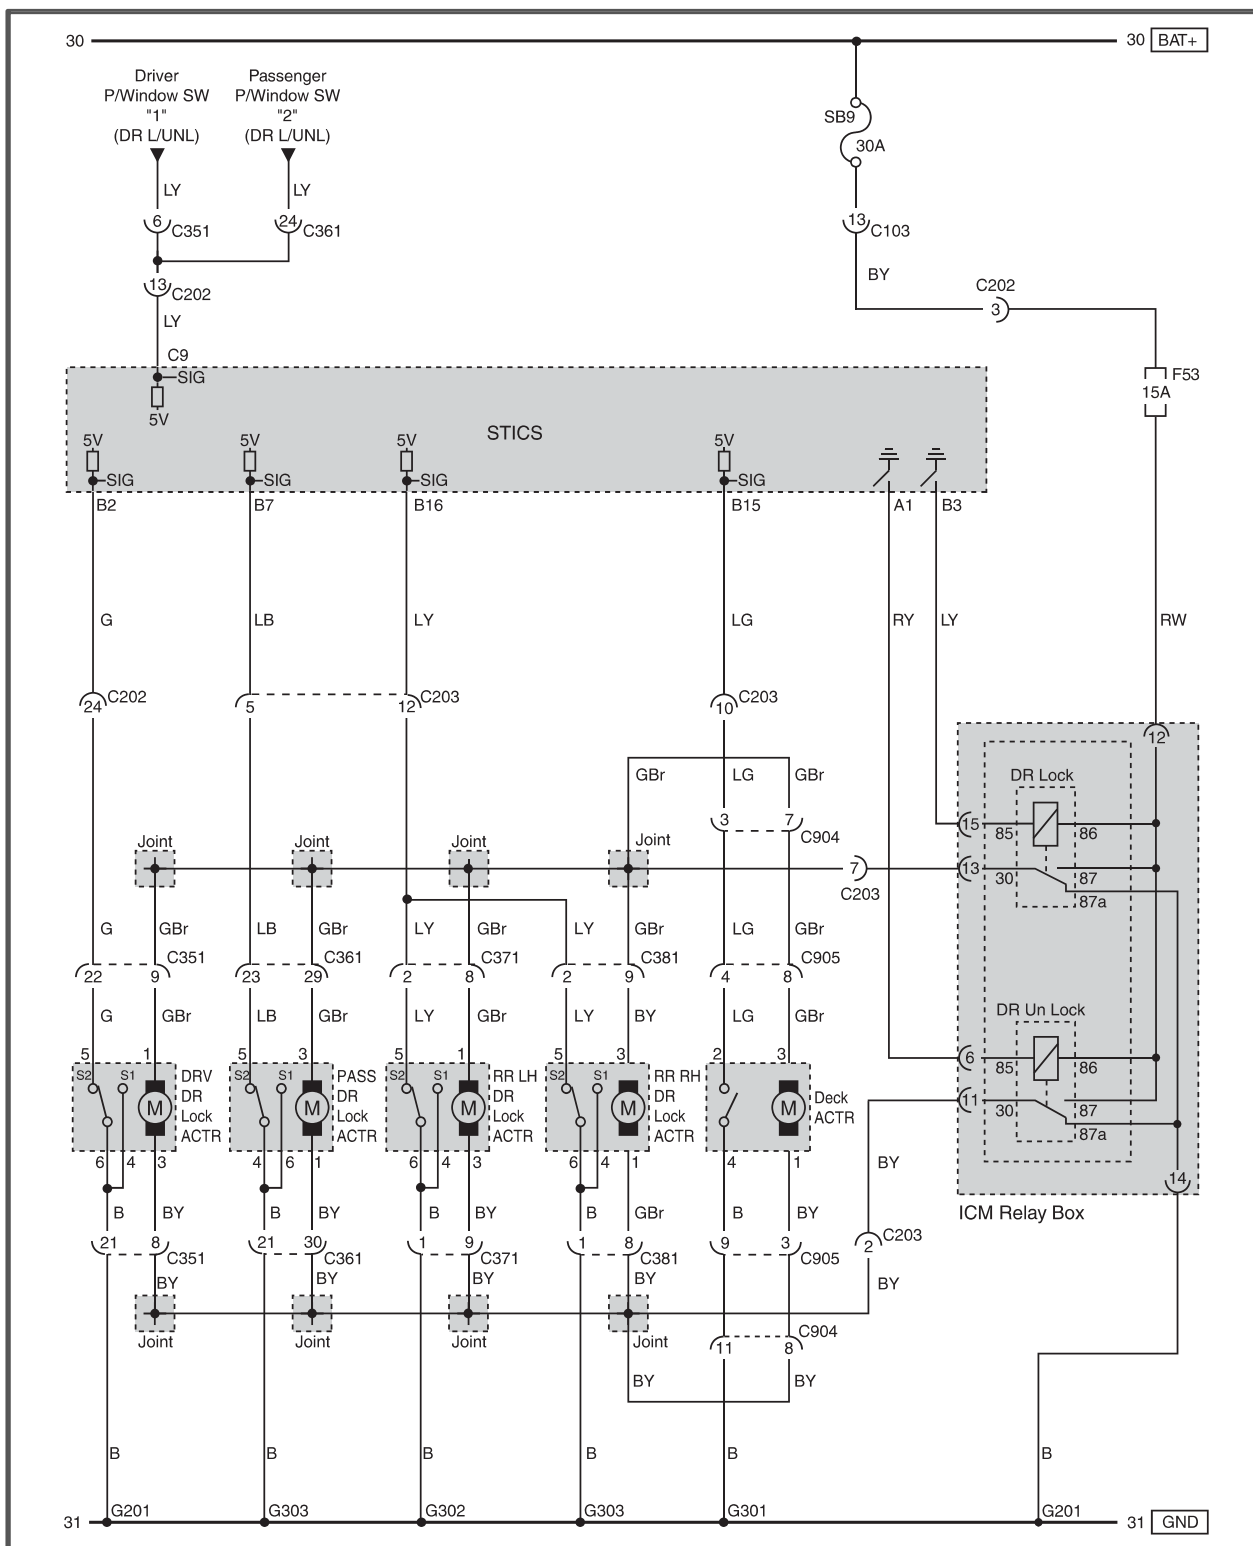 30
30 BAT+
Driver
P/Window SW
"1"
(DR L/UNL)
Passenger
P/Window SW
"2"
(DR L/UNL)
SB9
30A
LY LY
6 C351 24 C361
13 C103
13 C202
BY
C202
3
LY
C9
SIG
5V
F53
15A
STICS
5V 5V 5V 5V
SIG SIG SIG SIG
B2 B7 B16 B15 A1 B3
G LB LY LG RY LY RW
24 C202 5 12 C203 10 C203
12
GBr LG GBr
DR Lock
3 7 C904
15 85 86
Joint Joint Joint Joint
7 C203
13 30 87
87a
G GBr LB GBr LY GBr LY GBr LG GBr
C351 C361 C371 C381 C905
22 9 23 29 2 8 2 9 4 8
G GBr LB GBr LY GBr LY BY LG GBr
DR Un Lock
5 1 5 3 5 1 5 3 2 3
6 85 86
S2 S1 S2 S1 S2 S1 S2 S1
DRV
DR
Lock
ACTR
PASS
DR
Lock
ACTR
RR LH
DR
Lock
ACTR
RR RH
DR
Lock
ACTR
Deck
ACTR
M M M M M
11 30 87
87a
6 4 3 4 6 1 6 4 3 6 4 1 4 1
BY
14
ICM Relay Box
B BY B BY B BY B GBr B BY
21 8 C351 21 30 C361 1 9 C371 1 8 C381 9 3 C905
2 C203
BY BY BY BY BY
Joint Joint Joint Joint
C904
11 8
BY BY
B B B B B B
31 G201 G303 G302 G303 G301 G201 31 GND